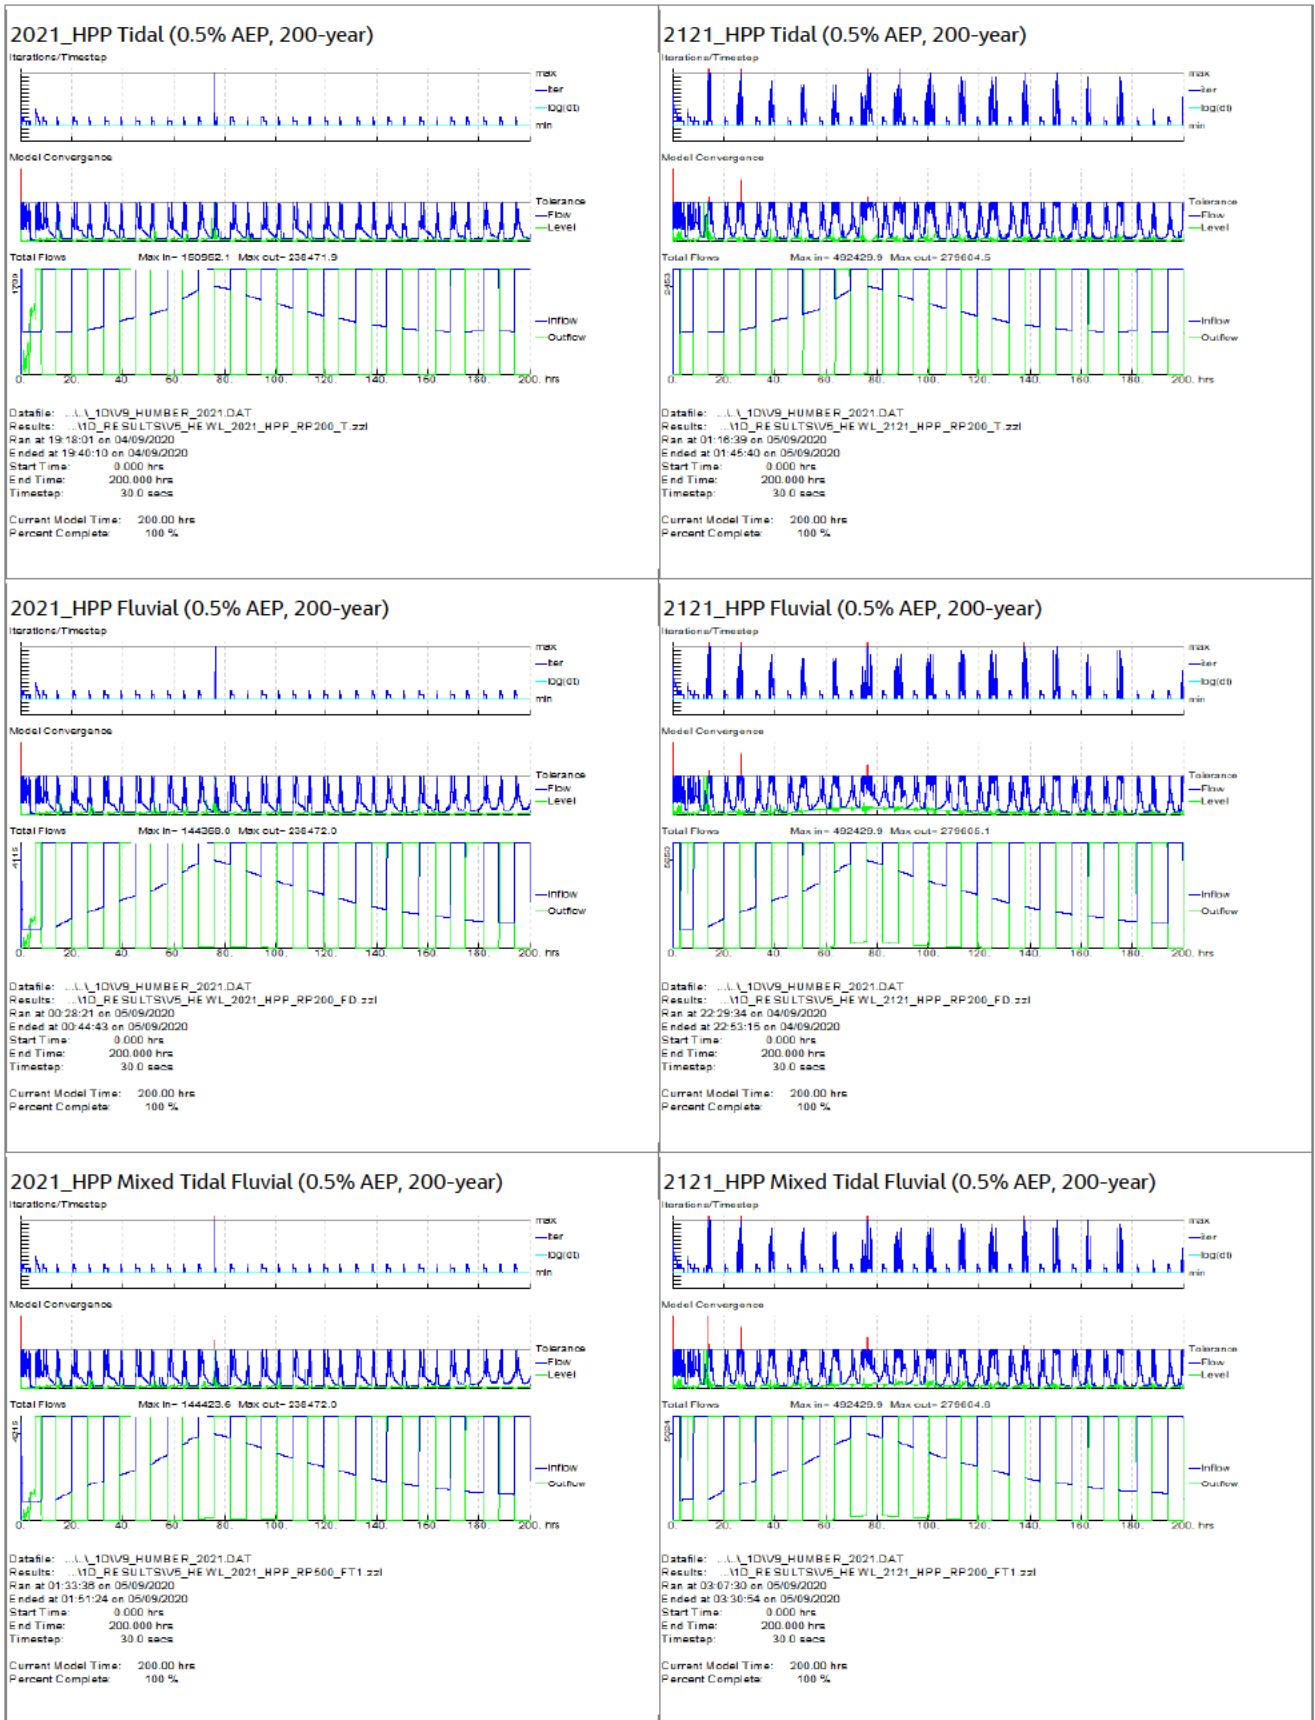 2021_HPP Tidal (0.5% AEP, 200-year)
Iterations/Timestep
max
iter
log(dt)
min
Model Convergence
Tolerance
Flow
Level
Total Flows Max in= 150952.1 Max out= 238471.9
Inflow
Outflow
0. 20. 40. 60. 80. 100. 120. 140. 160. 180. 200. hrs
Datafile: ...\..\_1D\V9_HUMBER_2021.DAT
Results: ...\1D_RESULTS\V5_HEWL_2021_HPP_RP200_T.zzl
Ran at 19:18:01 on 04/09/2020
Ended at 19:40:10 on 04/09/2020
Start Time: 0.000 hrs
End Time: 200.000 hrs
Timestep: 30.0 secs
Current Model Time: 200.00 hrs
Percent Complete: 100 %
2121_HPP Tidal (0.5% AEP, 200-year)
Iterations/Timestep
max
iter
log(dt)
min
Model Convergence
Tolerance
Flow
Level
Total Flows Max in= 492429.9 Max out= 279604.5
2453
Inflow
Outflow
0. 20. 40. 60. 80. 100. 120. 140. 160. 180. 200. hrs
Datafile: ...\..\_1D\V9_HUMBER_2021.DAT
Results: ...\1D_RESULTS\V5_HEWL_2121_HPP_RP200_T.zzl
Ran at 01:16:39 on 05/09/2020
Ended at 01:45:40 on 05/09/2020
Start Time: 0.000 hrs
End Time: 200.000 hrs
Timestep: 30.0 secs
Current Model Time: 200.00 hrs
Percent Complete: 100 %
2021_HPP Fluvial (0.5% AEP, 200-year)
Iterations/Timestep
max
iter
log(dt)
min
Model Convergence
Tolerance
Flow
Level
Total Flows Max in= 144368.0 Max out= 238472.0
4115
Inflow
Outflow
0. 20. 40. 60. 80. 100. 120. 140. 160. 180. 200. hrs
Datafile: ...\..\_1D\V9_HUMBER_2021.DAT
Results: ...\1D_RESULTS\V5_HEWL_2021_HPP_RP200_FD.zzl
Ran at 00:28:21 on 05/09/2020
Ended at 00:44:43 on 05/09/2020
Start Time: 0.000 hrs
End Time: 200.000 hrs
Timestep: 30.0 secs
Current Model Time: 200.00 hrs
Percent Complete: 100 %
2121_HPP Fluvial (0.5% AEP, 200-year)
Iterations/Timestep
max
iter
log(dt)
min
Model Convergence
Tolerance
Flow
Level
Total Flows Max in= 492429.9 Max out= 279605.1
Inflow
Outflow
0. 20. 40. 60. 80. 100. 120. 140. 160. 180. 200. hrs
Datafile: ...\..\_1D\V9_HUMBER_2021.DAT
Results: ...\1D_RESULTS\V5_HEWL_2121_HPP_RP200_FD.zzl
Ran at 22:29:34 on 04/09/2020
Ended at 22:53:15 on 04/09/2020
Start Time: 0.000 hrs
End Time: 200.000 hrs
Timestep: 30.0 secs
Current Model Time: 200.00 hrs
Percent Complete: 100 %
2021_HPP Mixed Tidal Fluvial (0.5% AEP, 200-year)
Iterations/Timestep
max
iter
log(dt)
min
Model Convergence
Tolerance
Flow
Level
Total Flows Max in= 144423.6 Max out= 238472.0
4215
Inflow
Outflow
0. 20. 40. 60. 80. 100. 120. 140. 160. 180. 200. hrs
Datafile: ...\..\_1D\V9_HUMBER_2021.DAT
Results: ...\1D_RESULTS\V5_HEWL_2021_HPP_RP500_FT1.zzl
Ran at 01:33:38 on 05/09/2020
Ended at 01:51:24 on 05/09/2020
Start Time: 0.000 hrs
End Time: 200.000 hrs
Timestep: 30.0 secs
Current Model Time: 200.00 hrs
Percent Complete: 100 %
2121_HPP Mixed Tidal Fluvial (0.5% AEP, 200-year)
Iterations/Timestep
max
iter
log(dt)
min
Model Convergence
Tolerance
Flow
Level
Total Flows Max in= 492429.9 Max out= 279604.8
Inflow
Outflow
0. 20. 40. 60. 80. 100. 120. 140. 160. 180. 200. hrs
Datafile: ...\..\_1D\V9_HUMBER_2021.DAT
Results: ...\1D_RESULTS\V5_HEWL_2121_HPP_RP200_FT1.zzl
Ran at 03:07:30 on 05/09/2020
Ended at 03:30:54 on 05/09/2020
Start Time: 0.000 hrs
End Time: 200.000 hrs
Timestep: 30.0 secs
Current Model Time: 200.00 hrs
Percent Complete: 100 %